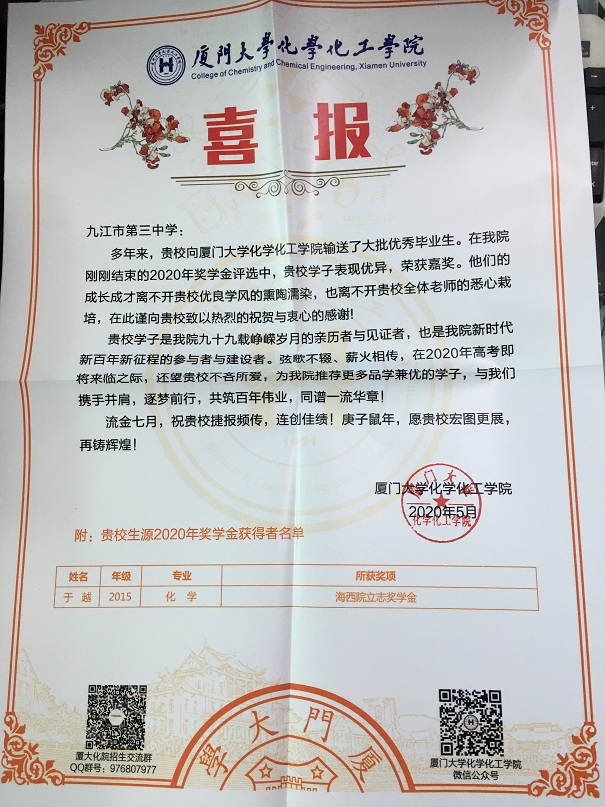 厦門大學化學化工學院
College of Chemistry and Chemical Engineering, Xiamen University
喜报
九江市第三中学：
多年来，贵校向厦门大学化学化工学院输送了大批优秀毕业生。在我院
刚刚结束的2020年奖学金评选中，贵校学子表现优异，荣获嘉奖。他们的
成长成才离不开贵校优良学风的熏陶濡染，也离不开贵校全体老师的悉心栽
培，在此谨向贵校致以热烈的祝贺与衷心的感谢！
贵校学子是我院九十九载峥嵘岁月的亲历者与见证者，也是我院新时代
新百年新征程的参与者与建设者。弦歌不辍、薪火相传，在2020年高考即
将来临之际，还望贵校不吝所爱，为我院推荐更多品学兼优的学子，与我们
携手并肩，逐梦前行，共筑百年伟业，同谱一流华章！
流金七月，祝贵校捷报频传，连创佳绩！庚子鼠年，愿贵校宏图更展，
再铸辉煌！
厦门大学化学化工学院
2020年5月
厦门大学
化学化工学院
附：贵校生源2020年奖学金获得者名单
姓名 年级 专业 所获奖项
于越 2015 化学 海西院立志奖学金
厦大化院招生交流群
QQ群号：976807977
厦门大学化学化工学院
微信公众号
學大門廈